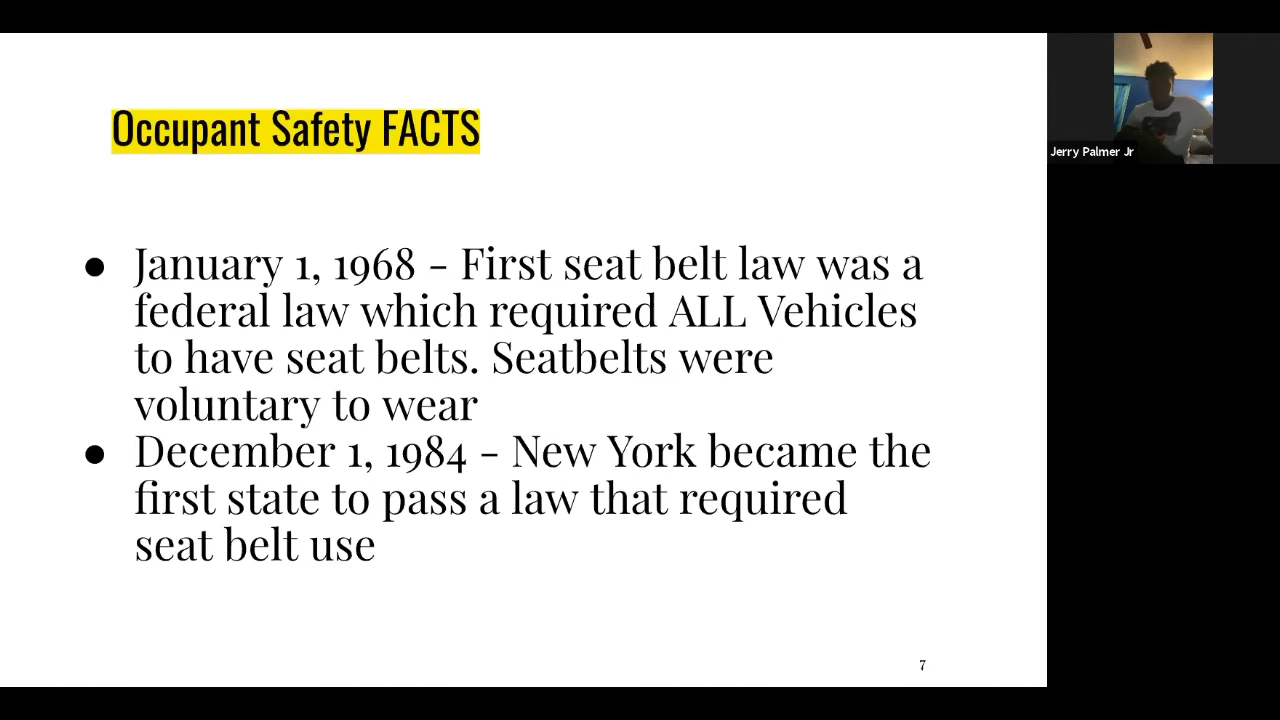 Occupant Safety FACTS
Jerry Palmer Jr
● January 1, 1968 – First seat belt law was a
federal law which required ALL Vehicles
to have seat belts. Seatbelts were
voluntary to wear
● December 1, 1984 – New York became the
first state to pass a law that required
seat belt use
7